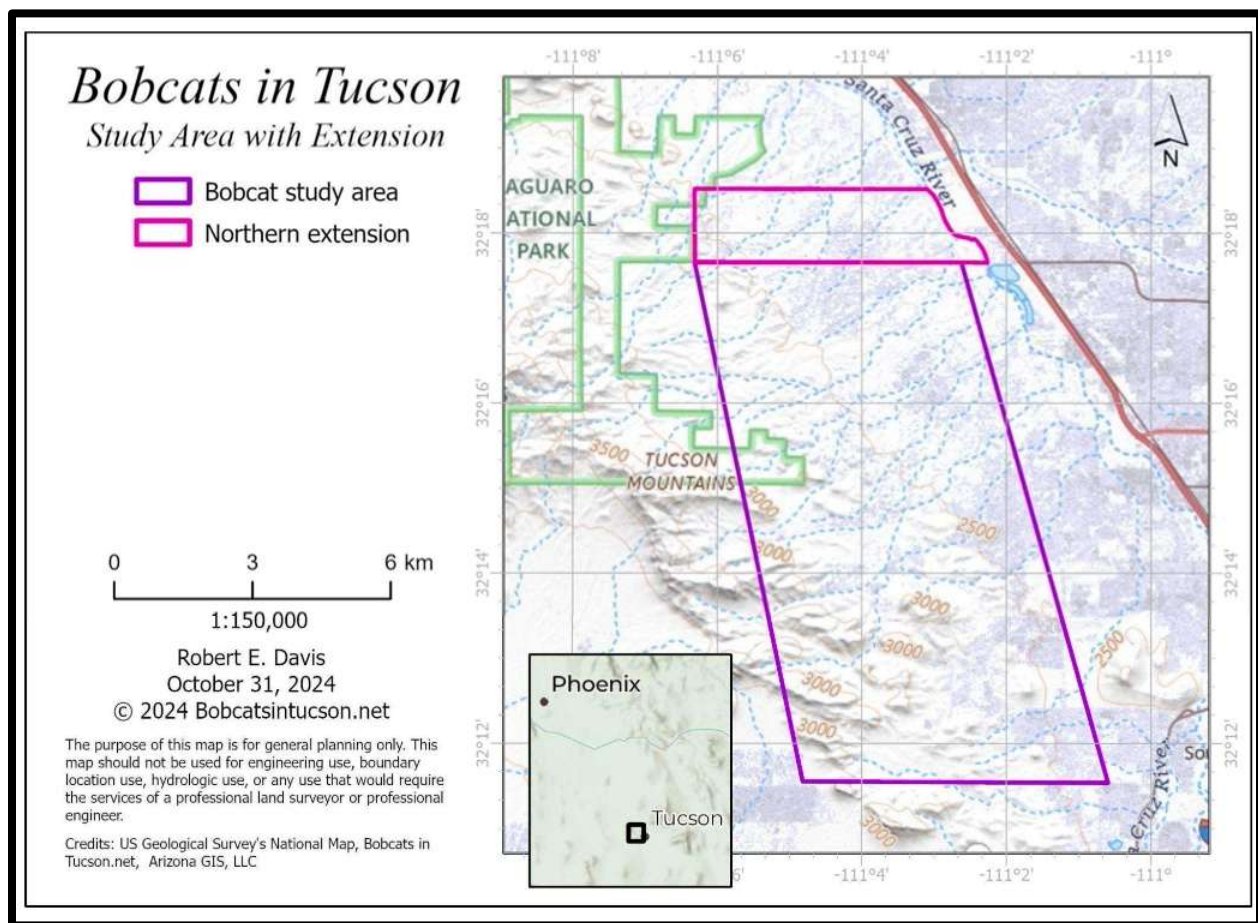 Bobcats in Tucson
Study Area with Extension
Bobcat study area
Northern extension
0 3 6 km
1:150,000
Robert E. Davis
October 31, 2024
© 2024 Bobcatsintucson.net
The purpose of this map is for general planning only. This
map should not be used for engineering use, boundary
location use, hydrologic use, or any use that would require
the services of a professional land surveyor or professional
engineer.
Credits: US Geological Survey's National Map, Bobcats in
Tucson.net, Arizona GIS, LLC
-111°8' -111°6' -111°4' -111°2' -111°
Santa Cruz River
N
AGUARO
ATIONAL
PARK
32°18' 32°18'
32°16' 32°16'
3500
TUCSON
MOUNTAINS
3000
2500
3000
32°14' 32°14'
3000
3000
2500
3000
3000
32°12' 32°12'
Sou
a Cruz River
3000
Phoenix
Tucson
-111°4' -111°2' -111°